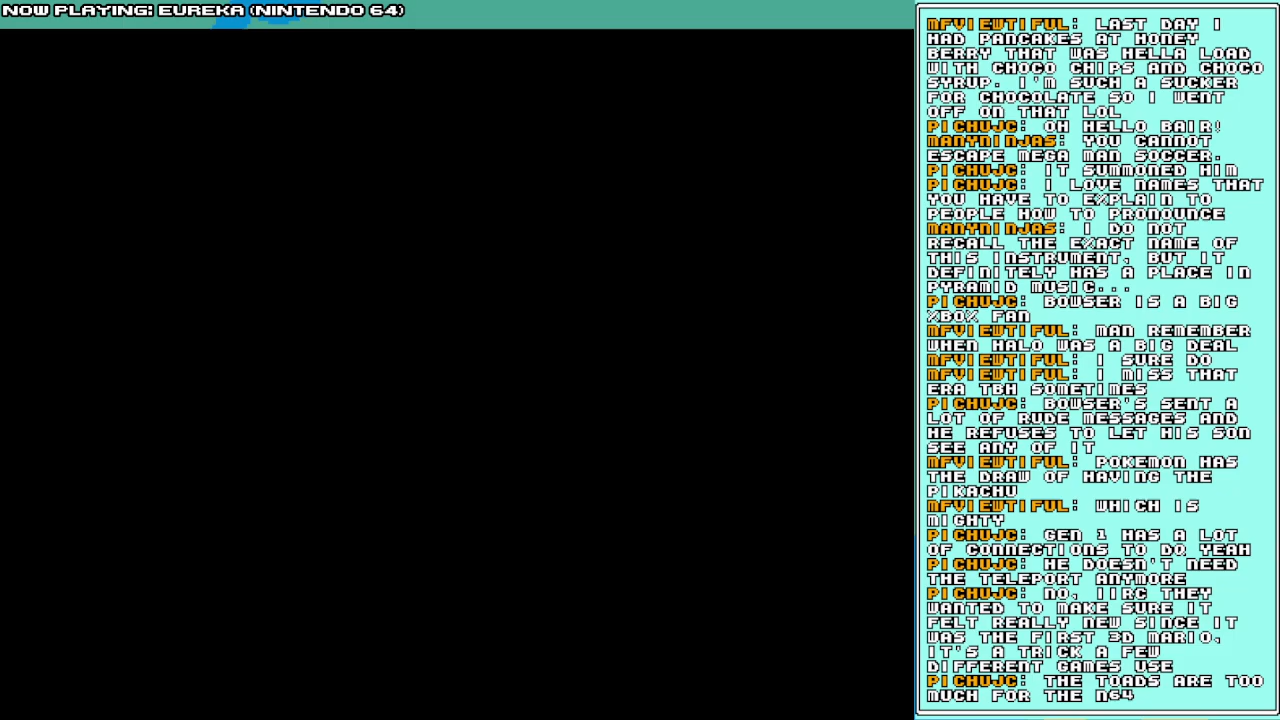 NOW PLAYING: EUREKA (NINTENDO 64)
MFVIEWTIFUL: LAST DAY I
HAD PANCAKES AT HONEY
BERRY THAT WAS HELLA LOAD
WITH CHOCO CHIPS AND CHOCO
SYRUP. I'M SUCH A SUCKER
FOR CHOCOLATE SO I WENT
OFF ON THAT LOL
PICHUJC: OH HELLO BAIR!
MANYNINJAS: YOU CANNOT
ESCAPE MEGA MAN SOCCER.
PICHUJC: IT SUMMONED HIM
PICHUJC: I LOVE NAMES THAT
YOU HAVE TO EXPLAIN TO
PEOPLE HOW TO PRONOUNCE
MANYNINJAS: I DO NOT
RECALL THE EXACT NAME OF
THIS INSTRUMENT, BUT IT
DEFINITELY HAS A PLACE IN
PYRAMID MUSIC...
PICHUJC: BOWSER IS A BIG
XBOX FAN
MFVIEWTIFUL: MAN REMEMBER
WHEN HALO WAS A BIG DEAL
MFVIEWTIFUL: I SURE DO
MFVIEWTIFUL: I MISS THAT
ERA TBH SOMETIMES
PICHUJC: BOWSER'S SENT A
LOT OF RUDE MESSAGES AND
HE REFUSES TO LET HIS SON
SEE ANY OF IT
MFVIEWTIFUL: POKEMON HAS
THE DRAW OF HAVING THE
PIKACHU
MFVIEWTIFUL: WHICH IS
MIGHTY
PICHUJC: GEN 1 HAS A LOT
OF CONNECTIONS TO DQ YEAH
PICHUJC: HE DOESN'T NEED
THE TELEPORT ANYMORE
PICHUJC: NO, IIRC THEY
WANTED TO MAKE SURE IT
FELT REALLY NEW SINCE IT
WAS THE FIRST 3D MARIO,
IT'S A TRICK A FEW
DIFFERENT GAMES USE
PICHUJC: THE TOADS ARE TOO
MUCH FOR THE N64